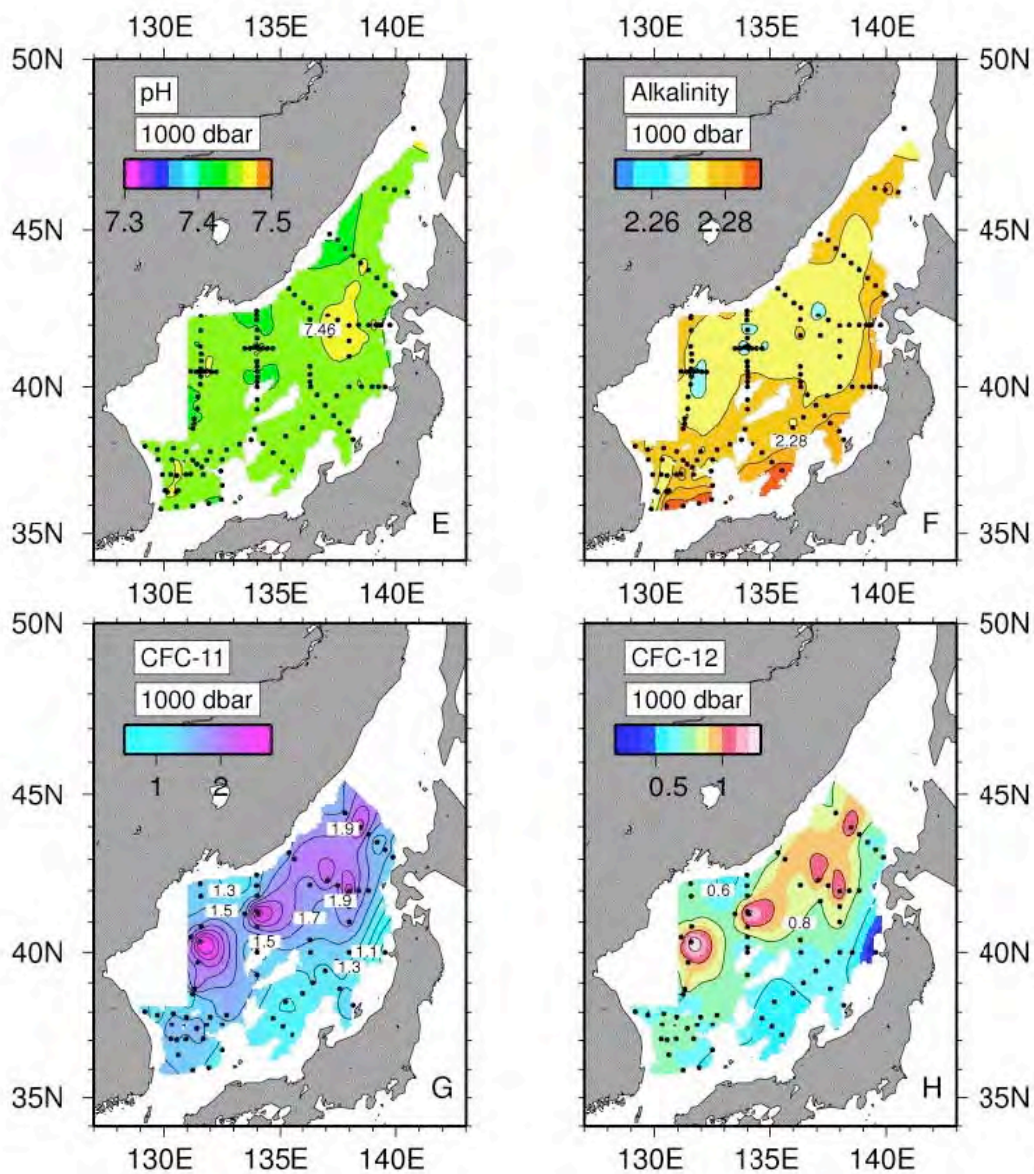 130E 135E 140E 130E 135E 140E
50N 50N
pH Alkalinity
1000 dbar 1000 dbar
7.3 7.4 7.5 2.26 2.28
45N 45N
7.46
40N 40N
2.28
35N E F 35N
130E 135E 140E 130E 135E 140E
50N 50N
CFC-11 CFC-12
1000 dbar 1000 dbar
1 2 0.5 1
45N 45N
1.9
1.3 0.6
1.9
1.5 1.7 0.8
1.5
40N 1.1 40N
1.3
35N G H 35N
130E 135E 140E 130E 135E 140E